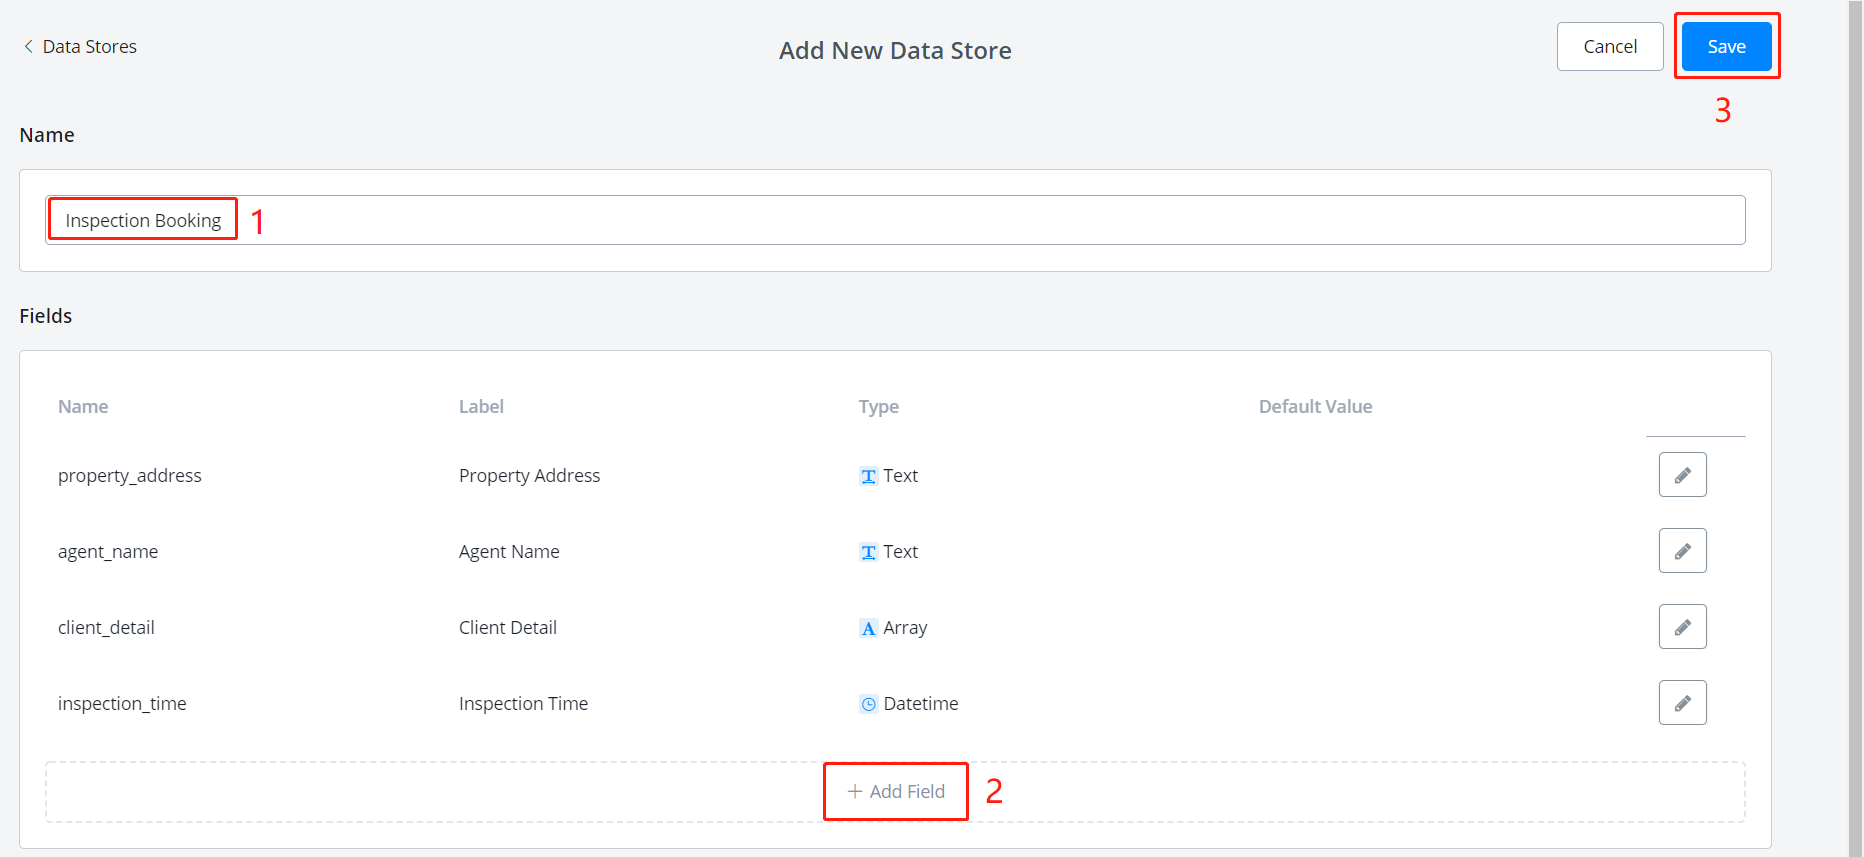 Data Stores
Add New Data Store
Cancel
Save
3
Name
Inspection Booking 1
Fields
Name Label Type Default Value
property_address Property Address Text
agent_name Agent Name Text
client_detail Client Detail A Array
inspection_time Inspection Time Datetime
+ Add Field 2